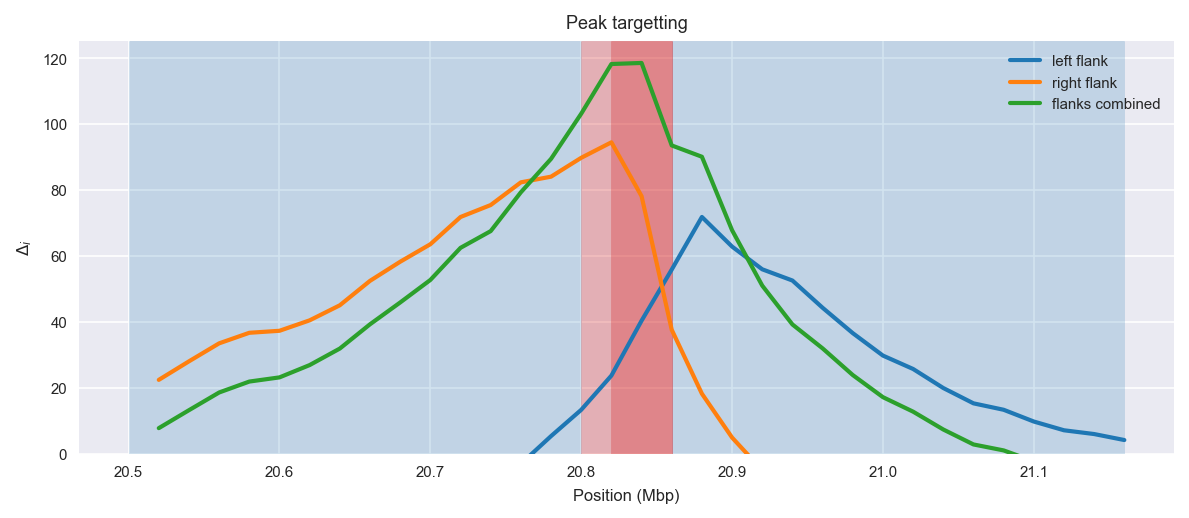 Peak targetting
120
100
80
60
40
20
0
Δi
left flank
right flank
flanks combined
20.5 20.6 20.7 20.8 20.9 21.0 21.1
Position (Mbp)